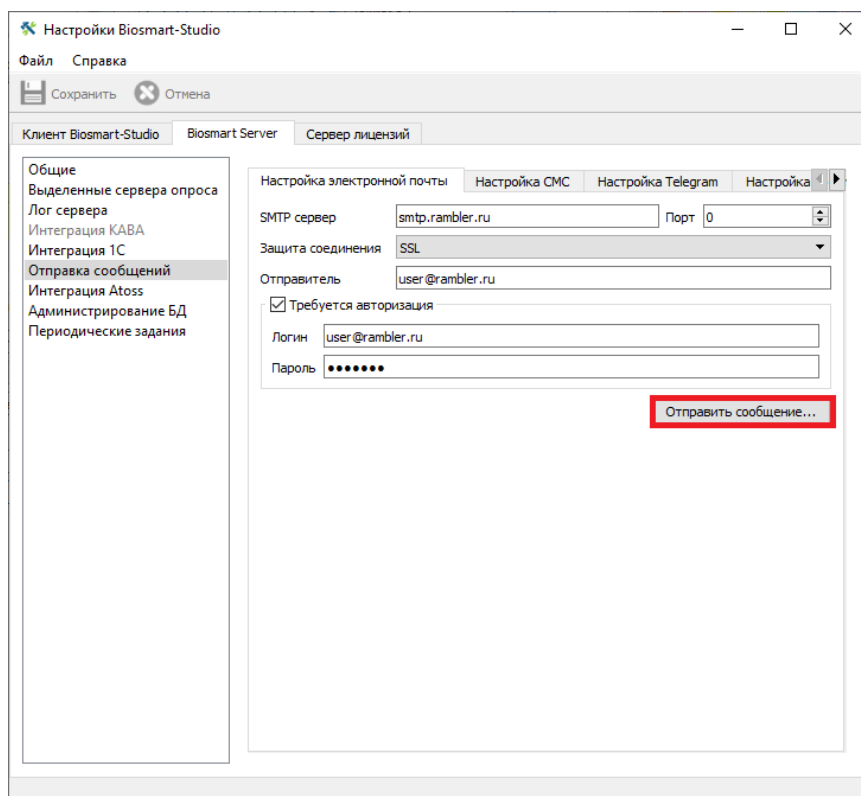 Настройки Biosmart-Studio
Файл Справка
Сохранить Отмена
Клиент Biosmart-Studio Biosmart Server Сервер лицензий
Общие
Выделенные сервера опроса
Лог сервера
Интеграция KABA
Интеграция 1С
Отправка сообщений
Интеграция Atoss
Администрирование БД
Периодические задания
Настройка электронной почты Настройка СМС Настройка Telegram Настройка
SMTP сервер smtp.rambler.ru Порт 0
Защита соединения SSL
Отправитель user@rambler.ru
Требуется авторизация
Логин user@rambler.ru
Пароль •••••••
Отправить сообщение...